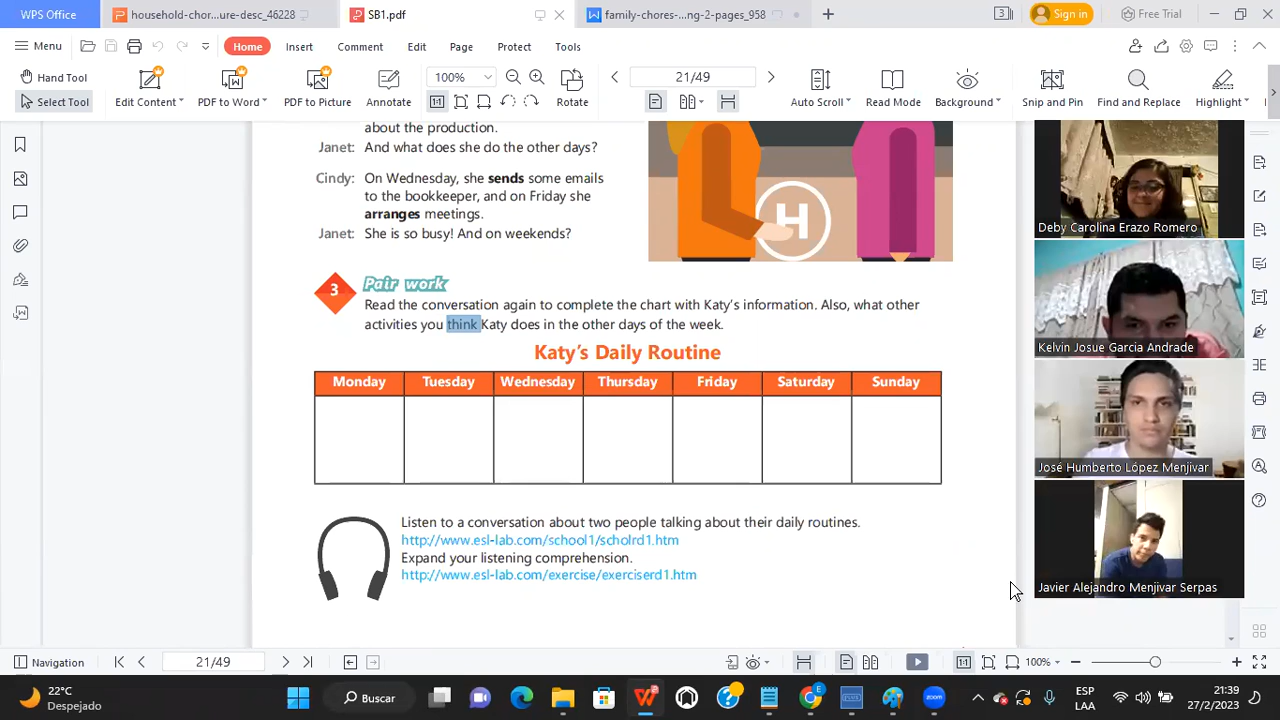 WPS Office
household-chor...ure-desc_46228
SB1.pdf
family-chores-...ng-2-pages_958
3
Sign in
Free Trial
Menu
Home
Insert
Comment
Edit
Page
Protect
Tools
Hand Tool
Select Tool
Edit Content
PDF to Word
PDF to Picture
Annotate
100%
Rotate
21/49
Auto Scroll
Read Mode
Background
Snip and Pin
Find and Replace
Highlight
about the production.
Janet: And what does she do the other days?
Cindy: On Wednesday, she sends some emails
to the bookkeeper, and on Friday she
arranges meetings.
Janet: She is so busy! And on weekends?
H
3
Pair work
Read the conversation again to complete the chart with Katy's information. Also, what other
activities you think Katy does in the other days of the week.
Katy's Daily Routine
Monday Tuesday Wednesday Thursday Friday Saturday Sunday
Listen to a conversation about two people talking about their daily routines.
http://www.esl-lab.com/school1/scholrd1.htm
Expand your listening comprehension.
http://www.esl-lab.com/exercise/exerciserd1.htm
Deby Carolina Erazo Romero
Kelvin Josue Garcia Andrade
José Humberto López Menjivar
Javier Alejandro Menjivar Serpas
Navigation
21/49
100%
22°C
Despejado
Buscar
zoom
ESP
LAA
21:39
27/2/2023